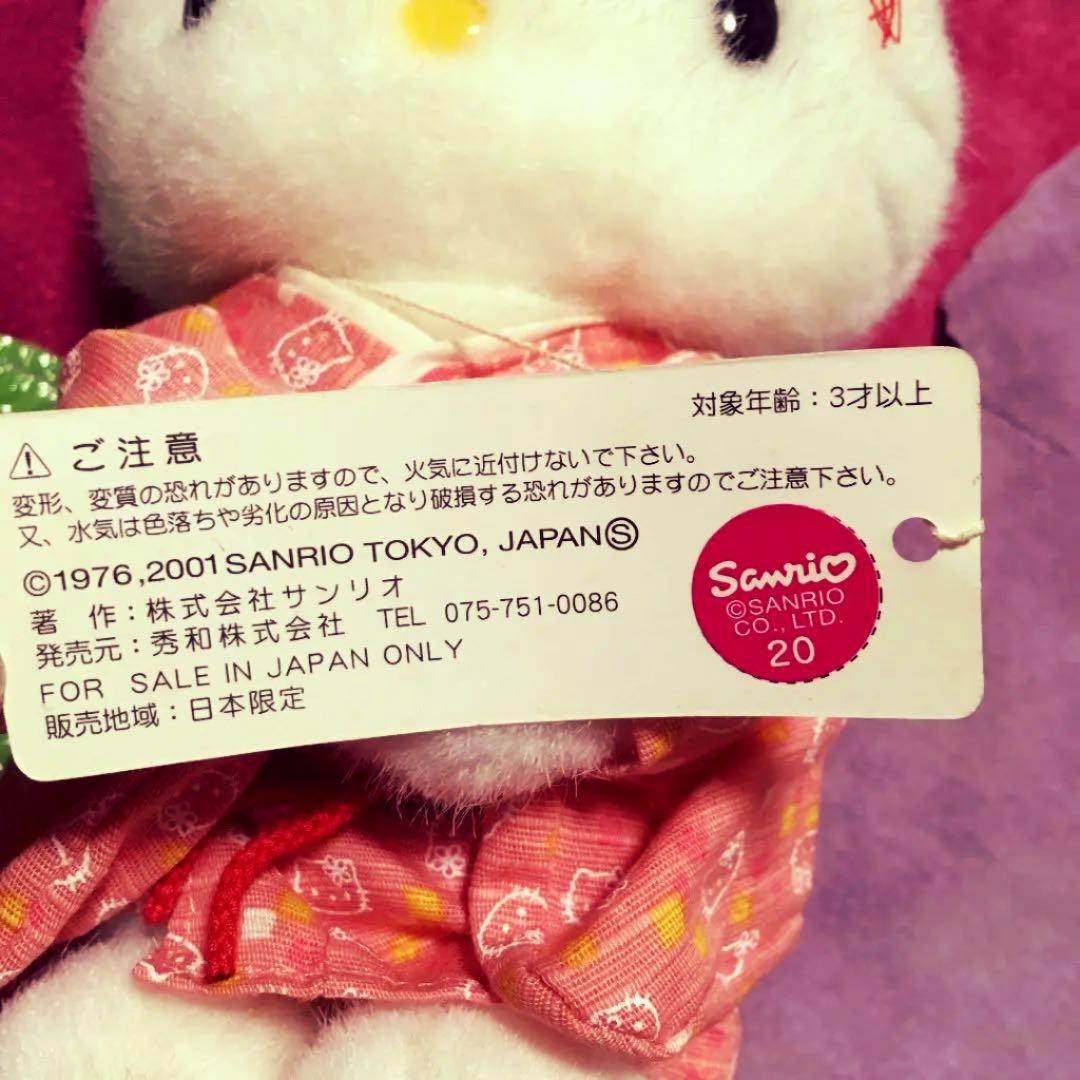 対象年齢：3才以上
⚠ ご注意
変形、変質の恐れがありますので、火気に近付けないで下さい。
又、水気は色落ちや劣化の原因となり破損する恐れがありますのでご注意下さい。
©1976,2001 SANRIO TOKYO, JAPANⓈ
著　作：株式会社サンリオ
発売元：秀和株式会社　TEL 075-751-0086
FOR SALE IN JAPAN ONLY
販売地域：日本限定
Sanrio
©SANRIO
CO., LTD.
20